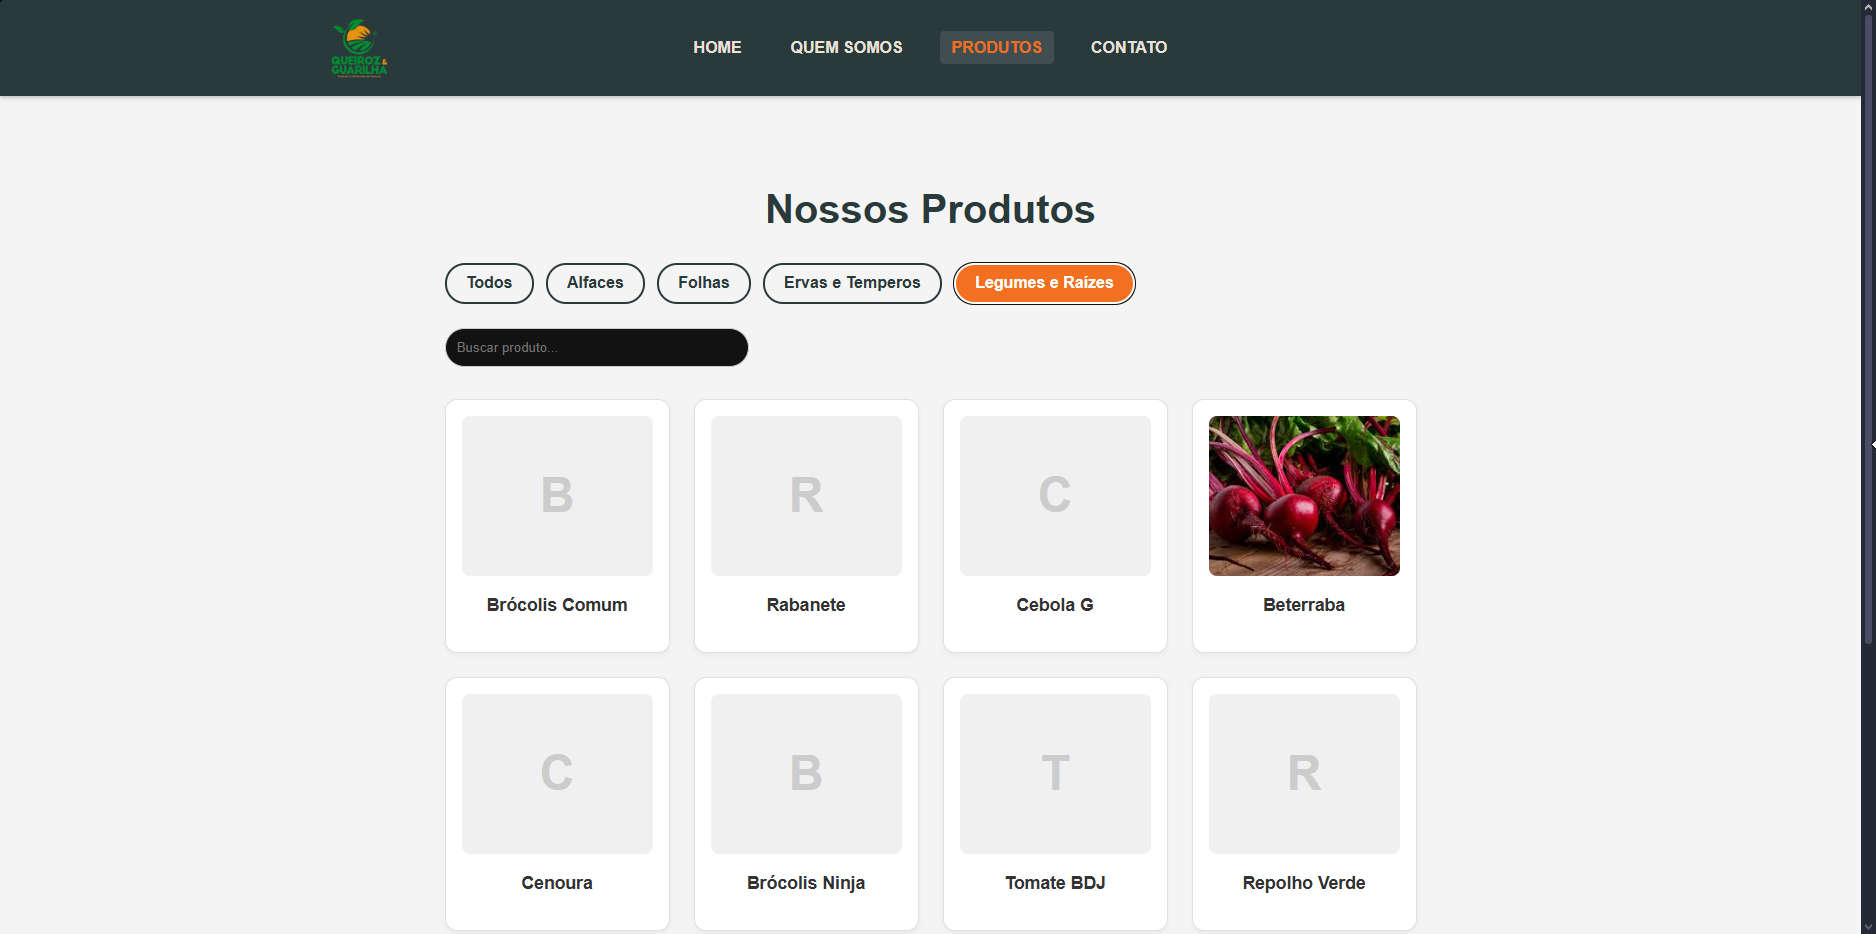 QUEIROZ &
GUARILHA
HOME QUEM SOMOS PRODUTOS CONTATO
Nossos Produtos
Todos Alfaces Folhas Ervas e Temperos Legumes e Raízes
Buscar produto...
B R C
Brócolis Comum Rabanete Cebola G Beterraba
C B T R
Cenoura Brócolis Ninja Tomate BDJ Repolho Verde